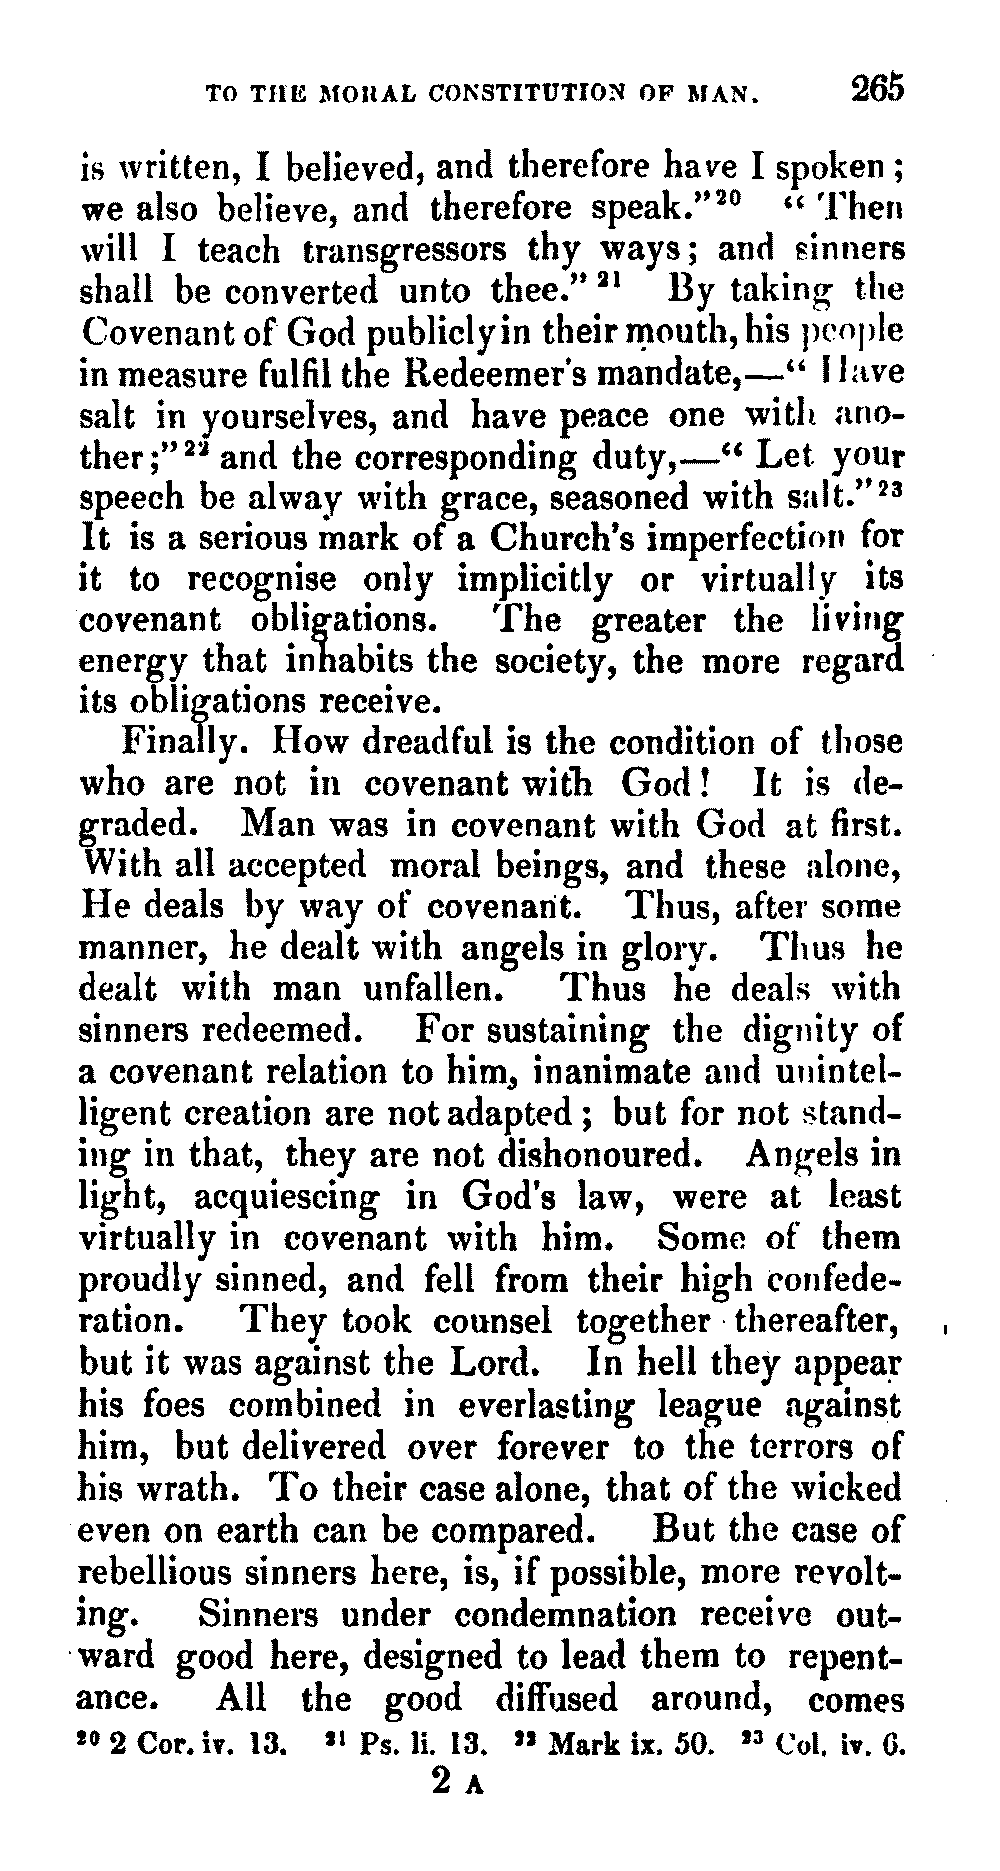 TO THE MORAL CONSTITUTION OF MAN. 265
is written, I believed, and therefore have I spoken ;
we also believe, and therefore speak."20 " Then
will I teach transgressors thy ways; and sinners
shall be converted unto thee." 21 By taking the
Covenant of God publicly in their mouth, his people
in measure fulfil the Redeemer's mandate,—" Have
salt in yourselves, and have peace one with ano-
ther;" 22 and the corresponding duty,—" Let your
speech be alway with grace, seasoned with salt." 23
It is a serious mark of a Church's imperfection for
it to recognise only implicitly or virtually its
covenant obligations. The greater the living
energy that inhabits the society, the more regard
its obligations receive.
Finally. How dreadful is the condition of those
who are not in covenant with God! It is de-
graded. Man was in covenant with God at first.
With all accepted moral beings, and these alone,
He deals by way of covenant. Thus, after some
manner, he dealt with angels in glory. Thus he
dealt with man unfallen. Thus he deals with
sinners redeemed. For sustaining the dignity of
a covenant relation to him, inanimate and unintel-
ligent creation are not adapted ; but for not stand-
ing in that, they are not dishonoured. Angels in
light, acquiescing in God's law, were at least
virtually in covenant with him. Some of them
proudly sinned, and fell from their high confede-
ration. They took counsel together thereafter,
but it was against the Lord. In hell they appear
his foes combined in everlasting league against
him, but delivered over forever to the terrors of
his wrath. To their case alone, that of the wicked
even on earth can be compared. But the case of
rebellious sinners here, is, if possible, more revolt-
ing. Sinners under condemnation receive out-
ward good here, designed to lead them to repent-
ance. All the good diffused around, comes
20 2 Cor. iv. 13. 21 Ps. li. 13. 22 Mark ix. 50. 23 Col. iv. 6.
2 A